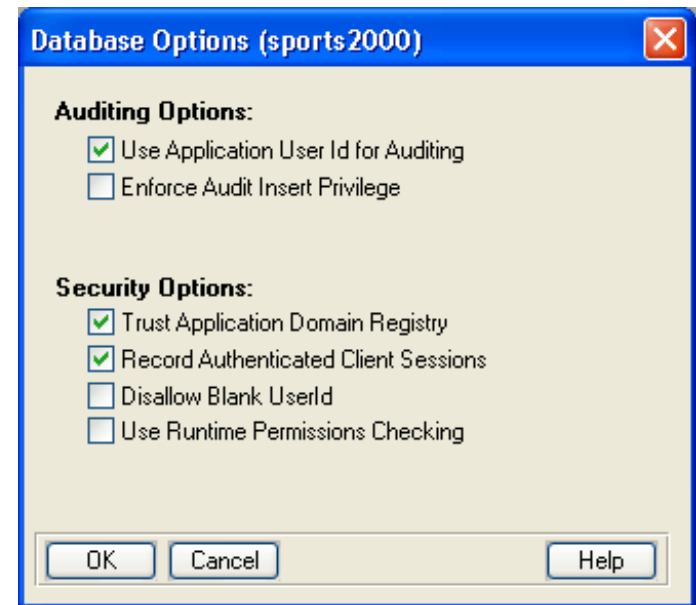 Database Options (sports2000)
Auditing Options:
Use Application User Id for Auditing
Enforce Audit Insert Privilege
Security Options:
Trust Application Domain Registry
Record Authenticated Client Sessions
Disallow Blank UserId
Use Runtime Permissions Checking
OK Cancel Help